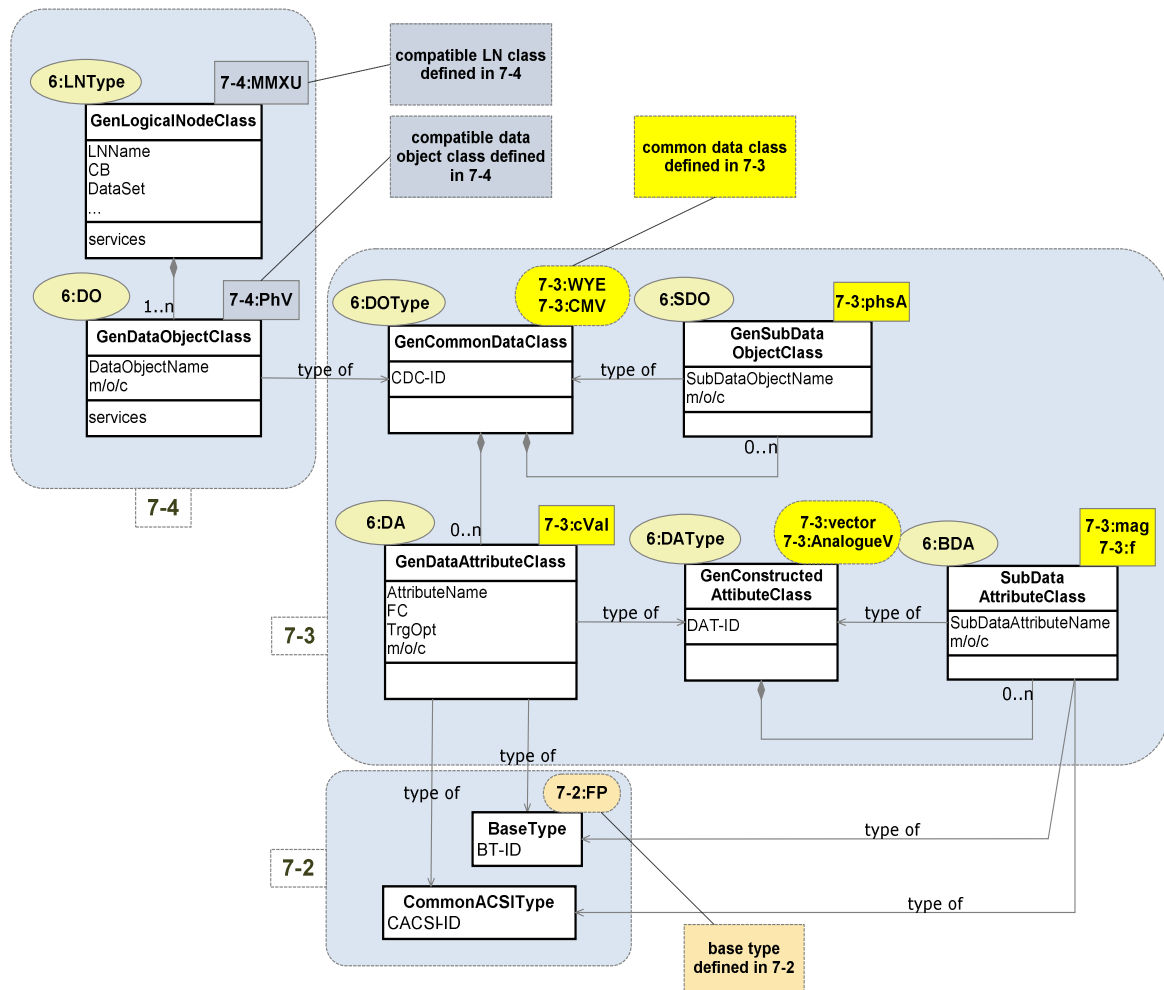 6:LNType
7-4:MMXU
GenLogicalNodeClass
LNName
CB
DataSet
...
services
compatible LN class
defined in 7-4
compatible data
object class defined
in 7-4
common data class
defined in 7-3
6:DO
1..n
7-4:PhV
GenDataObjectClass
DataObjectName
m/o/c
services
7-4
type of
6:DOType
7-3:WYE
7-3:CMV
GenCommonDataClass
CDC-ID
type of
6:SDO
7-3:phsA
GenSubData
ObjectClass
SubDataObjectName
m/o/c
0..n
6:DA
0..n
7-3:cVal
GenDataAttributeClass
AttributeName
FC
TrgOpt
m/o/c
type of
6:DAType
7-3:vector
7-3:AnalogueV
GenConstructed
AttibuteClass
DAT-ID
type of
6:BDA
7-3:mag
7-3:f
SubData
AttributeClass
SubDataAttributeName
m/o/c
0..n
7-3
type of
type of
7-2:FP
BaseType
BT-ID
type of
7-2
CommonACSIType
CACSI-ID
type of
base type
defined in 7-2